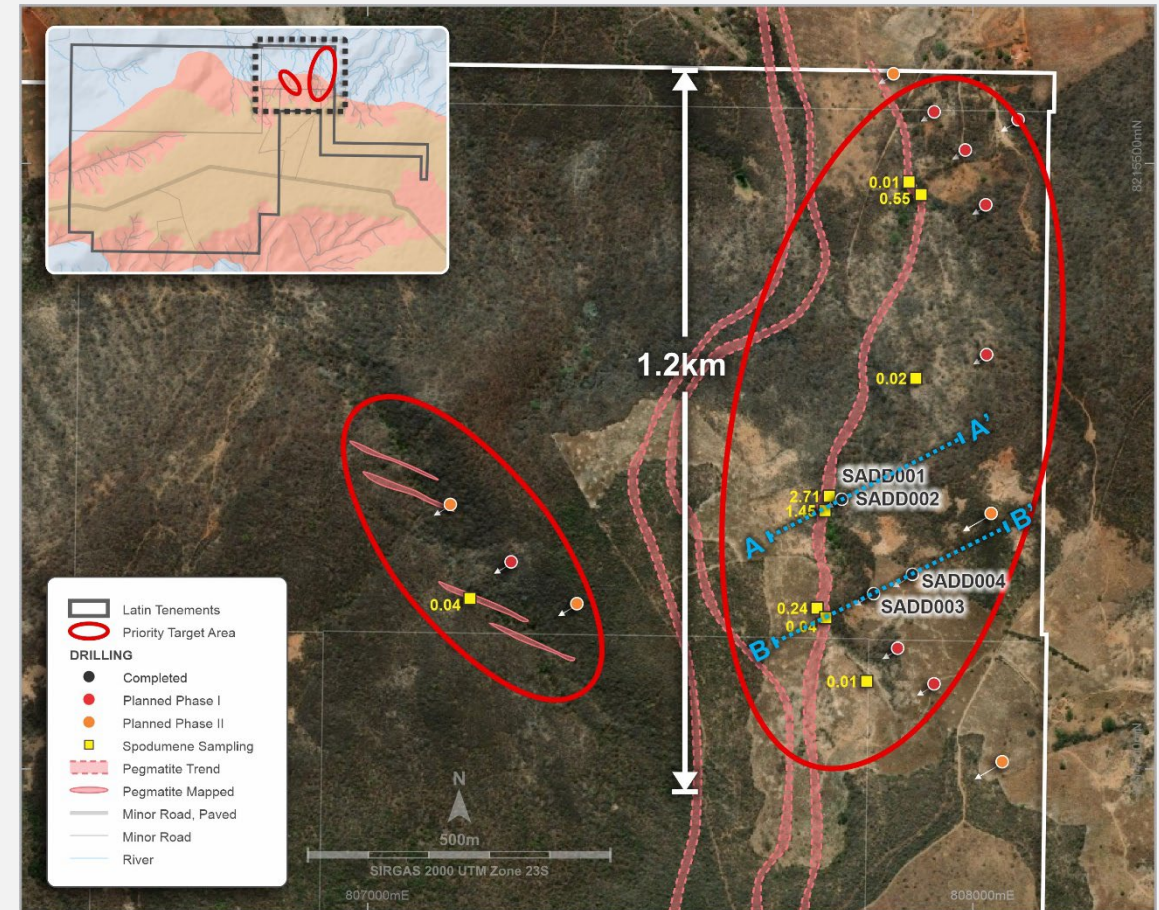 8215500mN
0.01
0.55
1.2km
0.02
A'
SADD001
2.71
SADD002
1.45
A
B'
SADD004
0.04
0.24
SADD003
0.04
B
0.01
Latin Tenements
Priority Target Area
DRILLING
Completed
Planned Phase I
Planned Phase II
Spodumene Sampling
Pegmatite Trend
Pegmatite Mapped
Minor Road, Paved
Minor Road
River
N
500m
SIRGAS 2000 UTM Zone 23S
807000mE
808000mE